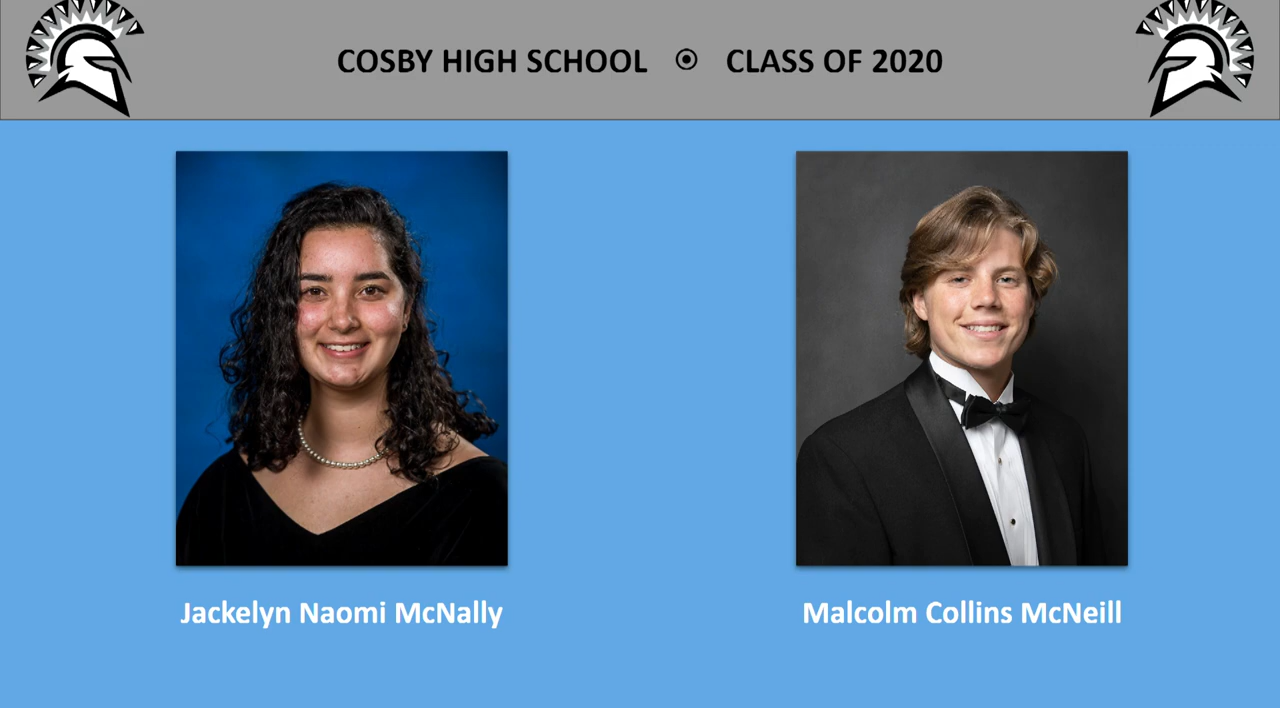 COSBY HIGH SCHOOL ⦿ CLASS OF 2020
Jackelyn Naomi McNally
Malcolm Collins McNeill